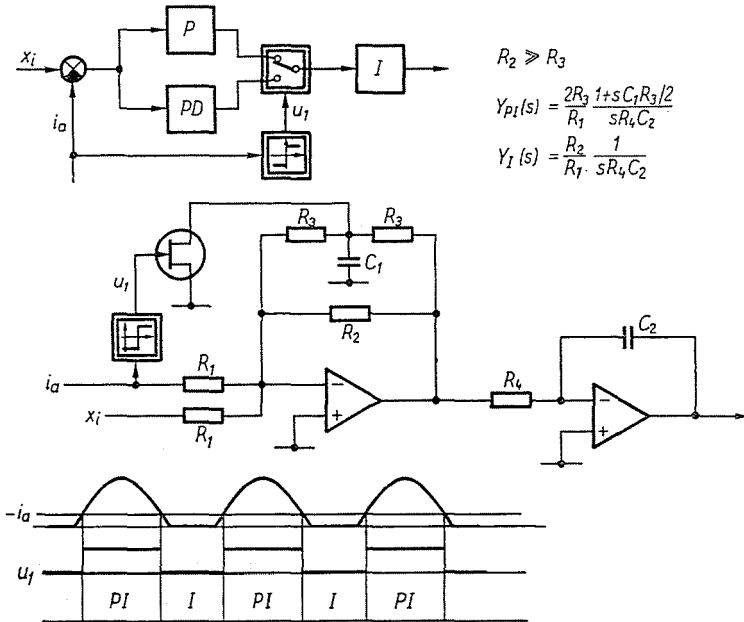 P
x_i
PD
I
i_a
u_1
R_2 ≫ R_3
Y_PI(s) = 2R_3/R_1 1+sC_1R_3/2 / sR_4C_2
Y_I(s) = R_2/R_1 · 1/sR_4C_2
R_3 R_3
C_1
u_1
R_2
C_2
i_a R_1 − R_4 −
x_i R_1 + +
-i_a
u_1
PI I PI I PI